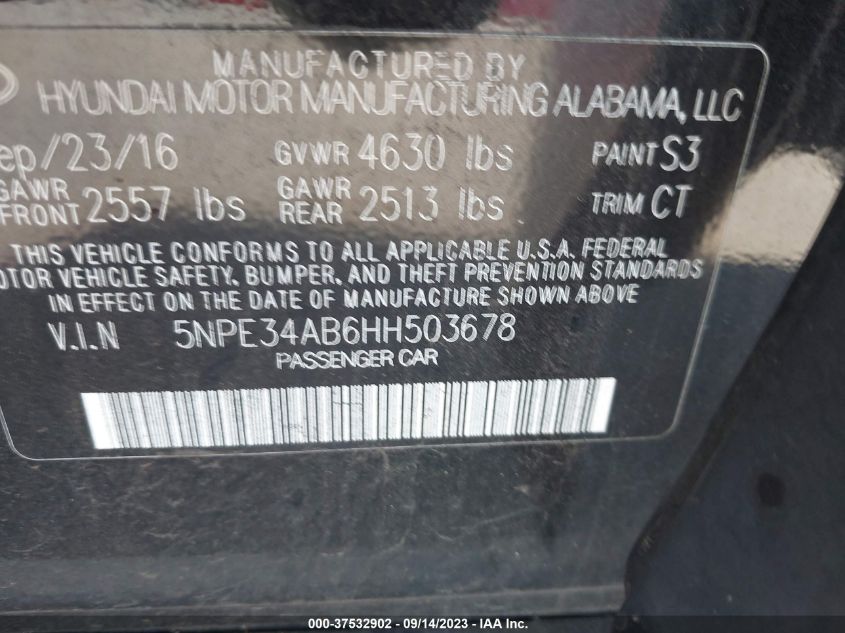 MANUFACTURED BY
HYUNDAI MOTOR MANUFACTURING ALABAMA, LLC
ep/23/16 GVWR 4630 lbs PAINT S3
GAWR FRONT 2557 lbs GAWR REAR 2513 lbs TRIM CT
THIS VEHICLE CONFORMS TO ALL APPLICABLE U.S.A. FEDERAL
OTOR VEHICLE SAFETY, BUMPER, AND THEFT PREVENTION STANDARDS
IN EFFECT ON THE DATE OF MANUFACTURE SHOWN ABOVE
V.I.N 5NPE34AB6HH503678
PASSENGER CAR
000-37532902 - 09/14/2023 - IAA Inc.